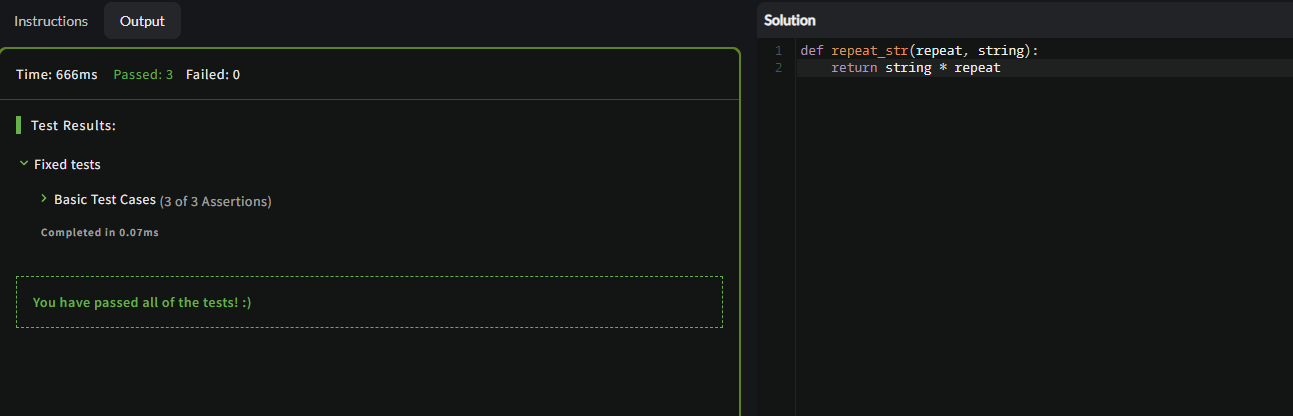 Instructions Output
Time: 666ms Passed: 3 Failed: 0
Test Results:
Fixed tests
Basic Test Cases (3 of 3 Assertions)
Completed in 0.07ms
You have passed all of the tests! :)
Solution
1 def repeat_str(repeat, string):
2     return string * repeat